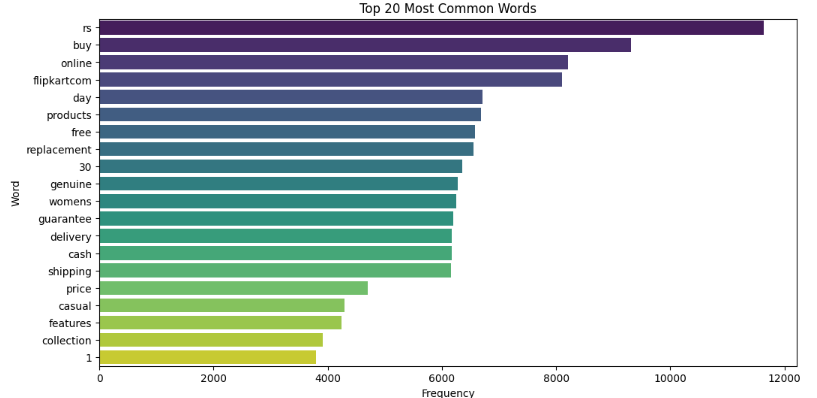 Top 20 Most Common Words
rs
buy
online
flipkartcom
day
products
free
replacement
30
genuine
womens
guarantee
delivery
cash
shipping
price
casual
features
collection
1
Word
0 2000 4000 6000 8000 10000 12000
Frequency